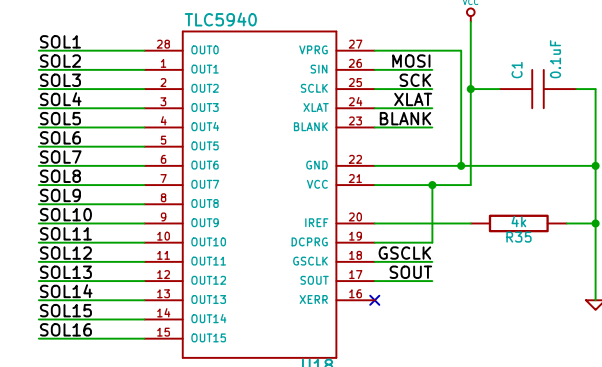 TLC5940
VCC
SOL1 28 OUT0 VPRG 27
SOL2 1 OUT1 SIN 26 MOSI
SOL3 2 OUT2 SCLK 25 SCK
SOL4 3 OUT3 XLAT 24 XLAT
SOL5 4 OUT4 BLANK 23 BLANK
SOL6 5 OUT5
SOL7 6 OUT6 GND 22
SOL8 7 OUT7 VCC 21
SOL9 8 OUT8
SOL10 9 OUT9 IREF 20
SOL11 10 OUT10 DCPRG 19
SOL12 11 OUT11 GSCLK 18 GSCLK
SOL13 12 OUT12 SOUT 17 SOUT
SOL14 13 OUT13 XERR 16
SOL15 14 OUT14
SOL16 15 OUT15
C1
0.1uF
4k
R35
U18